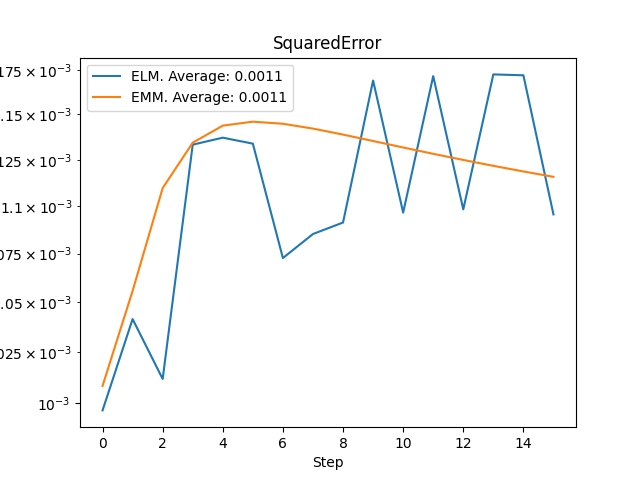 SquaredError
ELM. Average: 0.0011
EMM. Average: 0.0011
175 × 10⁻³
.15 × 10⁻³
125 × 10⁻³
1.1 × 10⁻³
075 × 10⁻³
.05 × 10⁻³
025 × 10⁻³
10⁻³
0 2 4 6 8 10 12 14
Step